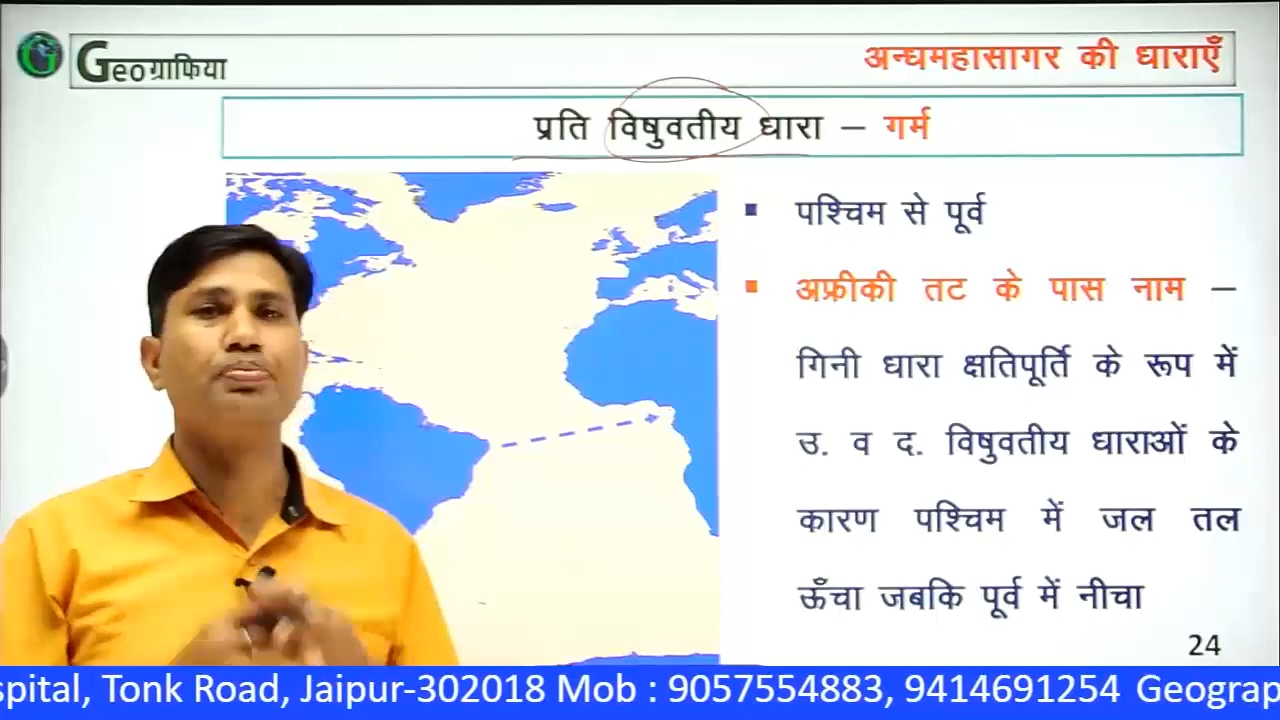 Geoग्राफिया
अन्धमहासागर की धाराएँ
प्रति विषुवतीय धारा – गर्म
▪ पश्चिम से पूर्व
▪ अफ्रीकी तट के पास नाम –
गिनी धारा क्षतिपूर्ति के रूप में
उ. व द. विषुवतीय धाराओं के
कारण पश्चिम में जल तल
ऊँचा जबकि पूर्व में नीचा
24
spital, Tonk Road, Jaipur-302018 Mob : 9057554883, 9414691254 Geograp